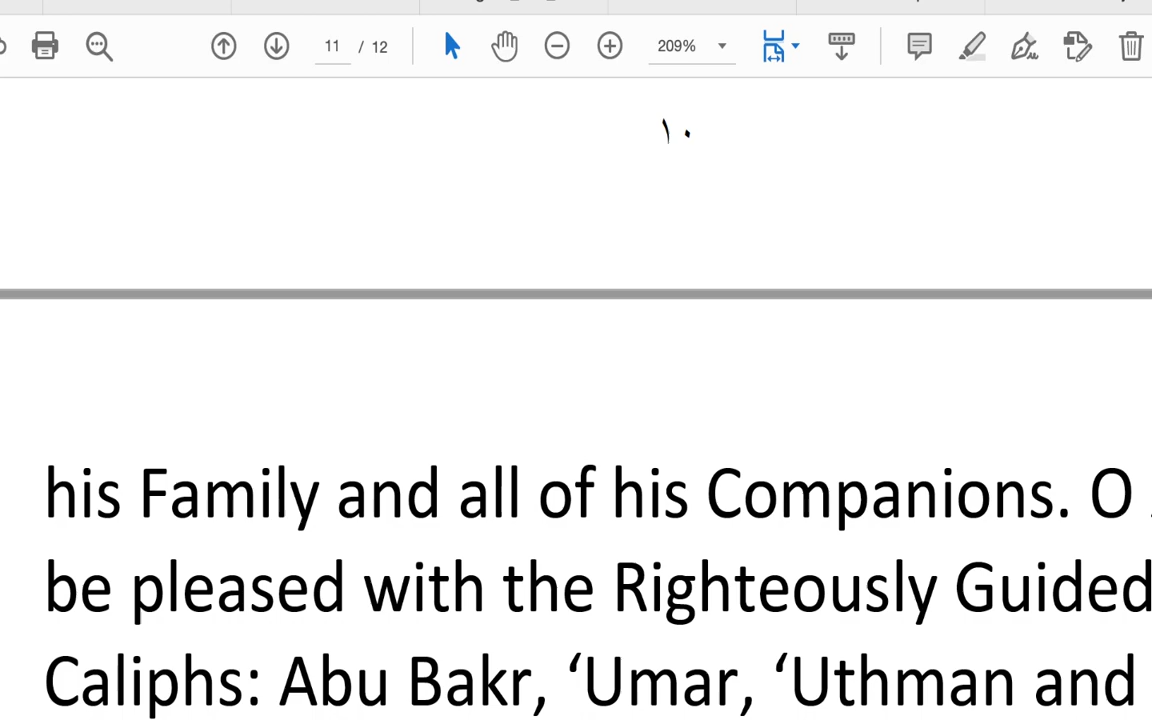 11 / 12 209%
١٠
his Family and all of his Companions. O
be pleased with the Righteously Guided
Caliphs: Abu Bakr, ‘Umar, ‘Uthman and